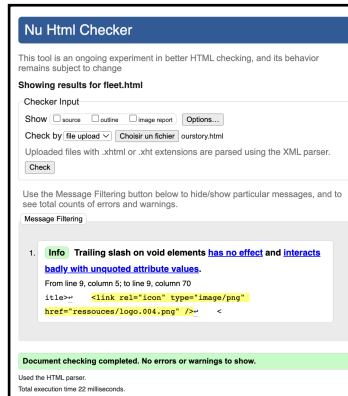 Nu Html Checker
This tool is an ongoing experiment in better HTML checking, and its behavior
remains subject to change
Showing results for fleet.html
Checker Input
Show source outline image report Options...
Check by file upload Choisir un fichier ourstory.html
Uploaded files with .xhtml or .xht extensions are parsed using the XML parser.
Check
Use the Message Filtering button below to hide/show particular messages, and to
see total counts of errors and warnings.
Message Filtering
1. Info Trailing slash on void elements has no effect and interacts
badly with unquoted attribute values.
From line 9, column 5; to line 9, column 70
itle>↩ <link rel="icon" type="image/png"
href="ressouces/logo.004.png" />↩ <
Document checking completed. No errors or warnings to show.
Used the HTML parser.
Total execution time 22 milliseconds.